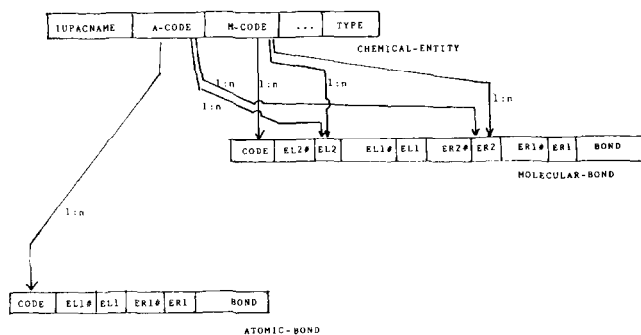 IUPACNAME A-CODE M-CODE ... TYPE
CHEMICAL-ENTITY
1:n 1:n 1:n 1:n
1:n
CODE EL2# EL2 EL1# EL1 ER2# ER2 ER1# ER1 BOND
MOLECULAR-BOND
1:n
CODE EL1# EL1 ER1# ER1 BOND
ATOMIC-BOND